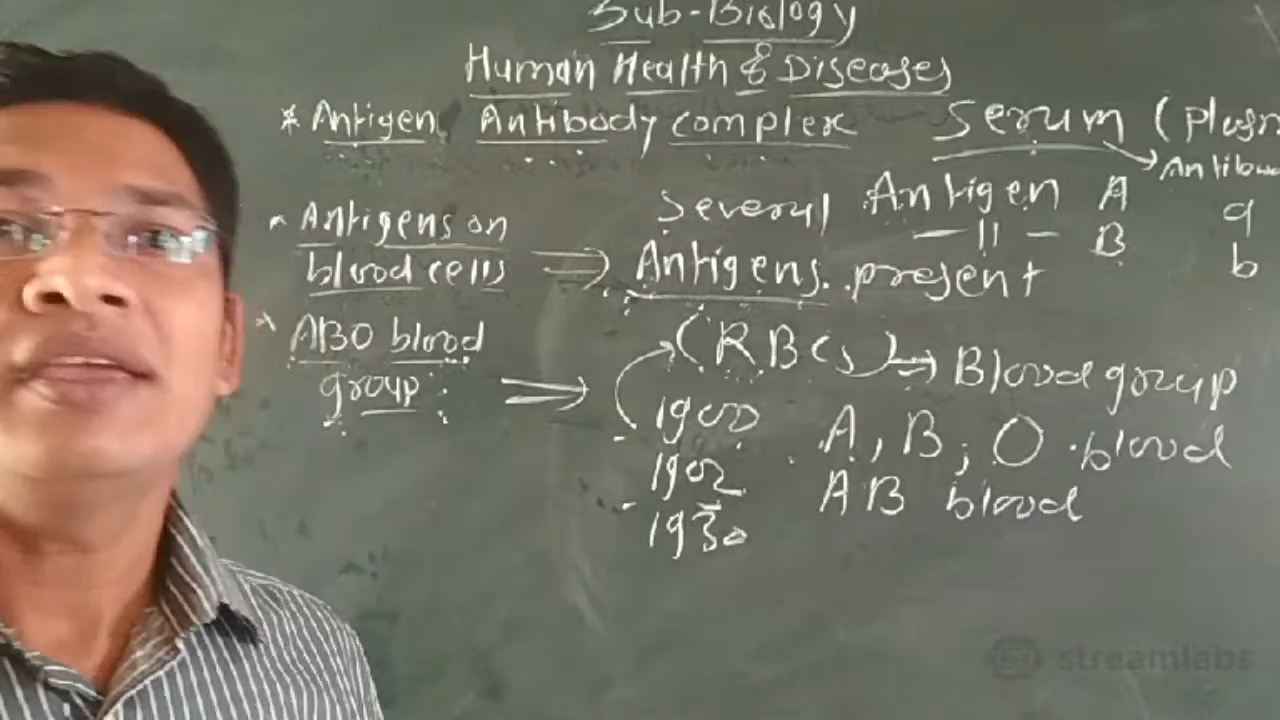 Sub-Biology
Human Health & Diseases
* Antigen Antibody complex
Serum (Plasm
Antibo
Several Antigen A a
— 11 — B b
Antigens on
blood cells
Antigens present
(RBCs) Blood group
ABO blood
group
1900 A, B, O blood
1902 AB blood
1930
streamlabs